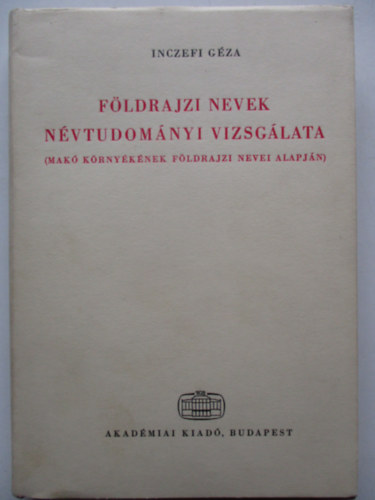 INCZEFI GÉZA
FÖLDRAJZI NEVEK
NÉVTUDOMÁNYI VIZSGÁLATA
(MAKÓ KÖRNYÉKÉNEK FÖLDRAJZI NEVEI ALAPJÁN)
AKADÉMIAI KIADÓ, BUDAPEST